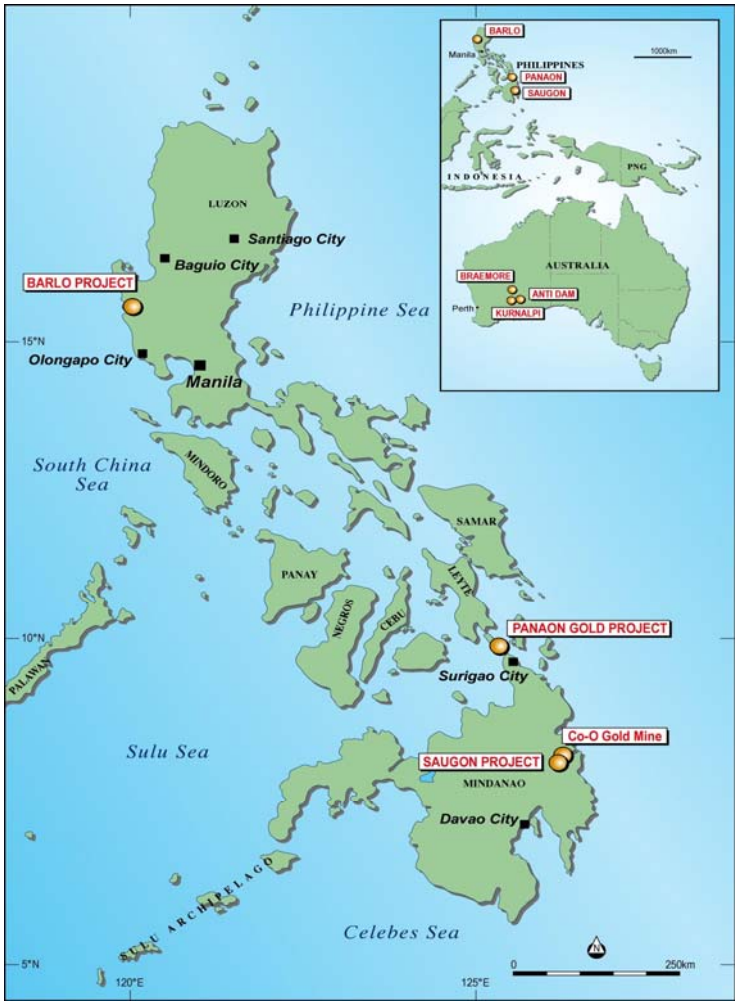 BARLO
1000km
Manila
PHILIPPINES
PANAON
SAUGON
PNG
INDONESIA
AUSTRALIA
BRAEMORE
ANTI DAM
Perth
KURNALPI
LUZON
Santiago City
Baguio City
BARLO PROJECT
Philippine Sea
15°N
Olongapo City
Manila
South China
Sea
MINDORO
SAMAR
PANAY
LEYTE
NEGROS
CEBU
PANAON GOLD PROJECT
10°N
PALAWAN
Surigao City
Co-O Gold Mine
Sulu Sea
SAUGON PROJECT
MINDANAO
Davao City
SULU ARCHIPELAGO
Celebes Sea
N
5°N
0
250km
120°E
125°E